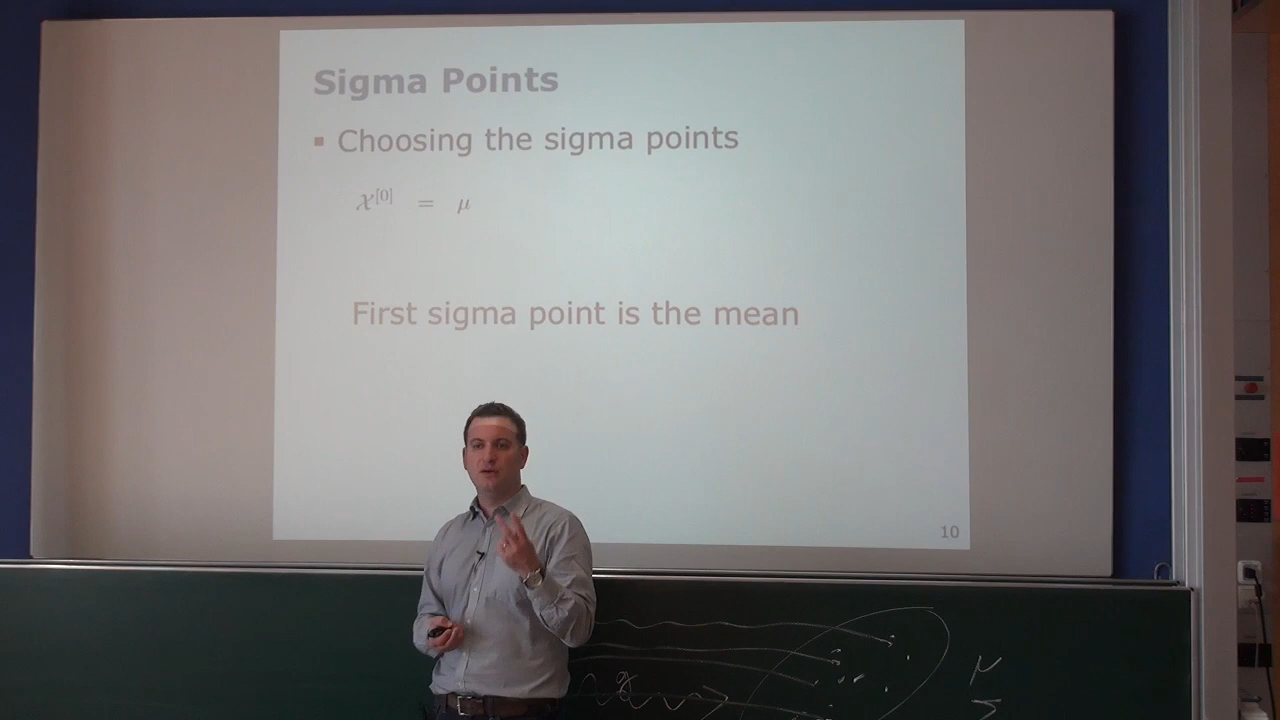 Sigma Points
▪ Choosing the sigma points
𝒳^[0] = μ
First sigma point is the mean
10
μ